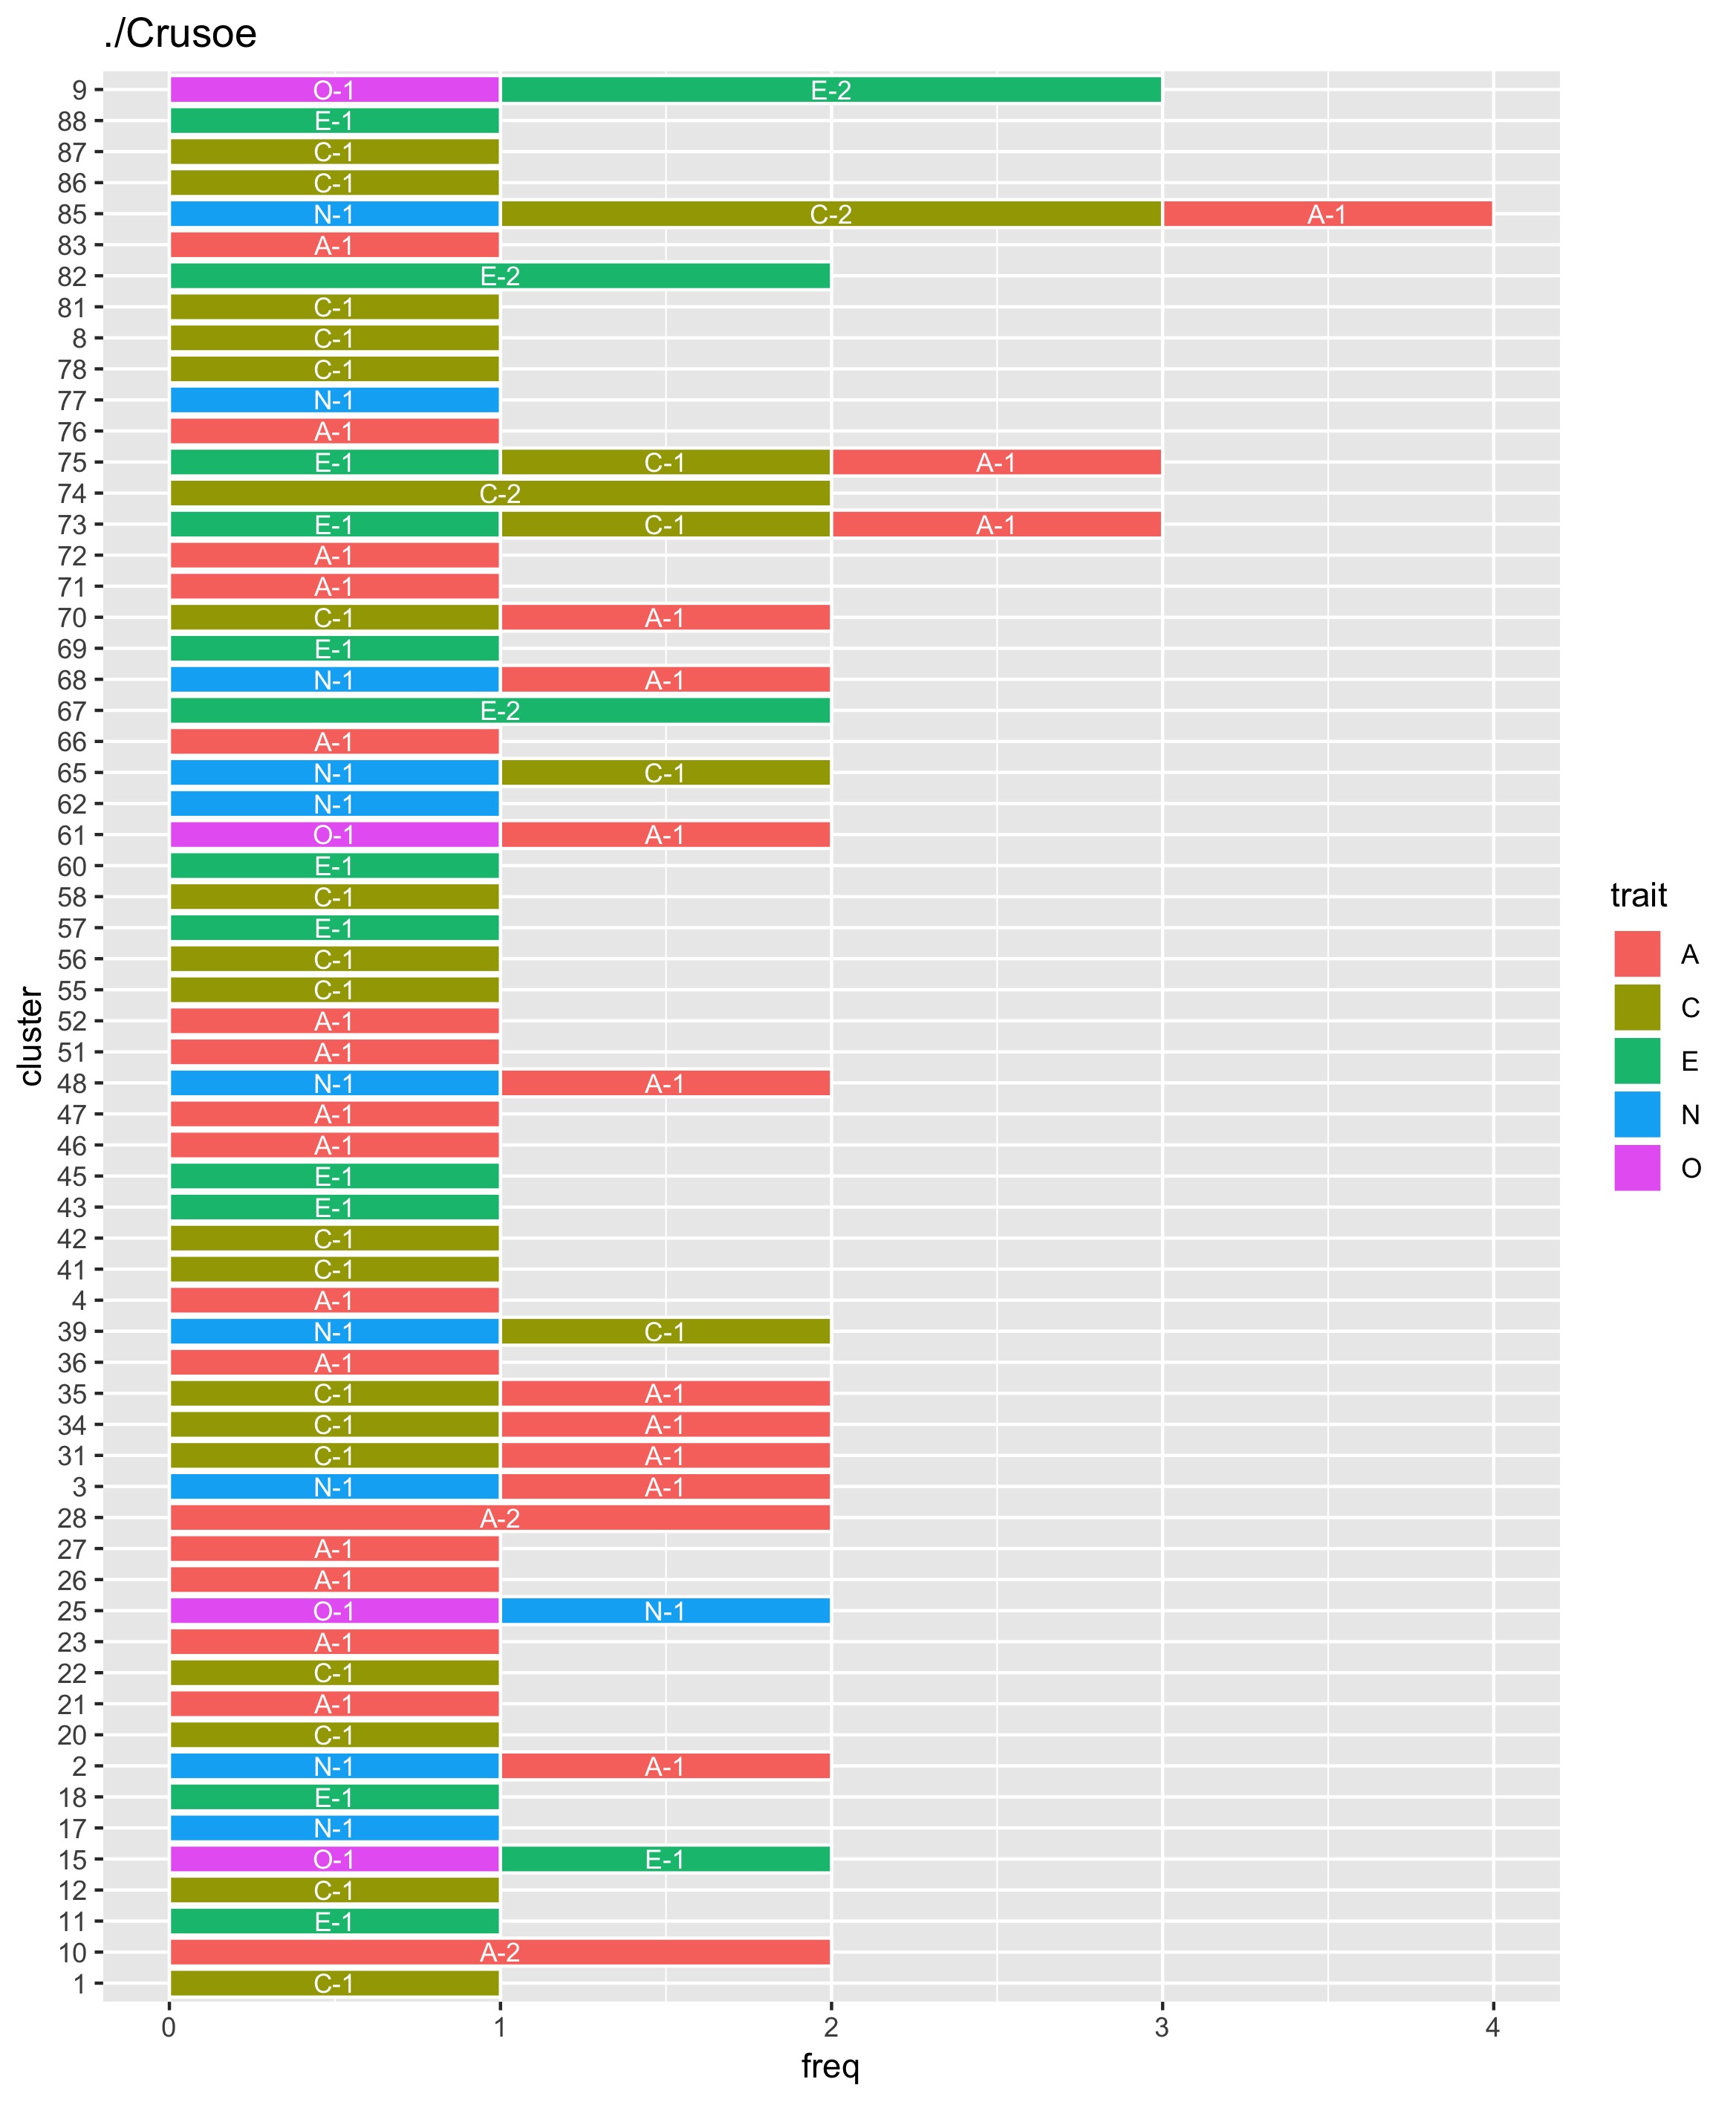 ./Crusoe
9 O-1 E-2
88 E-1
87 C-1
86 C-1
85 N-1 C-2 A-1
83 A-1
82 E-2
81 C-1
8 C-1
78 C-1
77 N-1
76 A-1
75 E-1 C-1 A-1
74 C-2
73 E-1 C-1 A-1
72 A-1
71 A-1
70 C-1 A-1
69 E-1
68 N-1 A-1
67 E-2
66 A-1
65 N-1 C-1
62 N-1
61 O-1 A-1
60 E-1
58 C-1
57 E-1
56 C-1
55 C-1
52 A-1
51 A-1
48 N-1 A-1
47 A-1
46 A-1
45 E-1
43 E-1
42 C-1
41 C-1
4 A-1
39 N-1 C-1
36 A-1
35 C-1 A-1
34 C-1 A-1
31 C-1 A-1
3 N-1 A-1
28 A-2
27 A-1
26 A-1
25 O-1 N-1
23 A-1
22 C-1
21 A-1
20 C-1
2 N-1 A-1
18 E-1
17 N-1
15 O-1 E-1
12 C-1
11 E-1
10 A-2
1 C-1
0 1 2 3 4
freq
cluster
trait
A
C
E
N
O